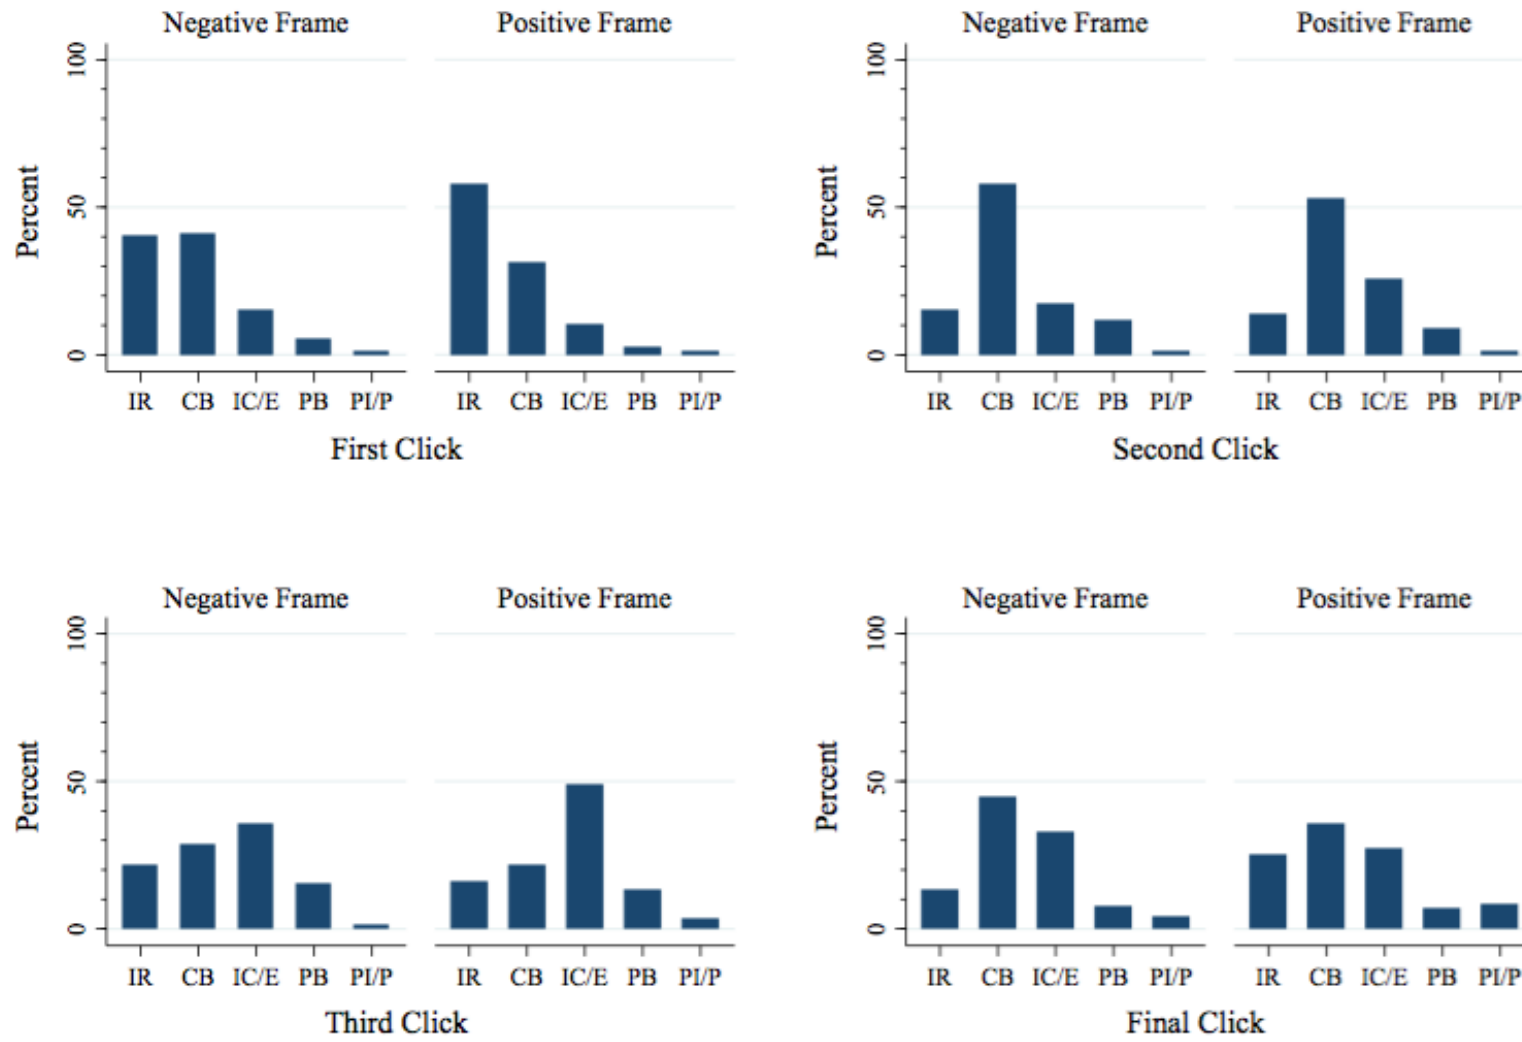 Negative Frame Positive Frame
100
50
0
Percent
IR CB IC/E PB PI/P IR CB IC/E PB PI/P
First Click
Negative Frame Positive Frame
100
50
0
Percent
IR CB IC/E PB PI/P IR CB IC/E PB PI/P
Second Click
Negative Frame Positive Frame
100
50
0
Percent
IR CB IC/E PB PI/P IR CB IC/E PB PI/P
Third Click
Negative Frame Positive Frame
100
50
0
Percent
IR CB IC/E PB PI/P IR CB IC/E PB PI/P
Final Click